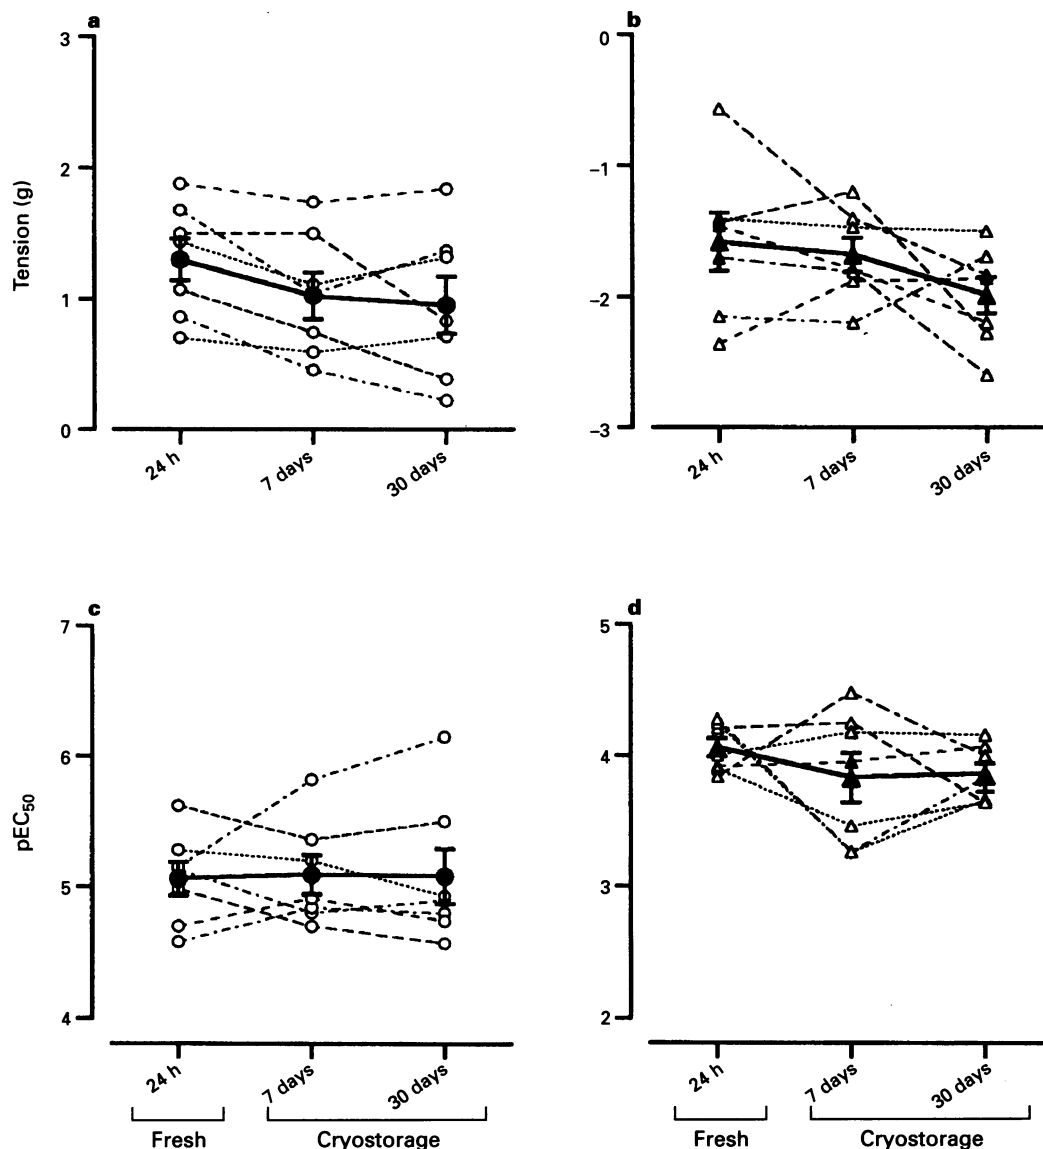 a
3
2
1
0
Tension (g)
24 h
7 days
30 days
b
0
–1
–2
–3
24 h
7 days
30 days
c
7
6
5
4
pEC50
24 h
7 days
30 days
Fresh
Cryostorage
d
5
4
3
2
24 h
7 days
30 days
Fresh
Cryostorage